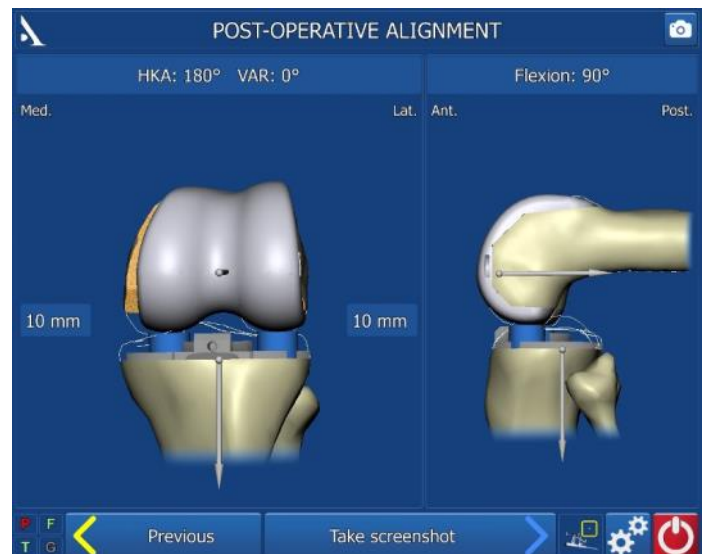 POST-OPERATIVE ALIGNMENT
HKA: 180° VAR: 0°
Flexion: 90°
Med.
Lat.
Ant.
Post.
10 mm
10 mm
P F
T G
Previous
Take screenshot